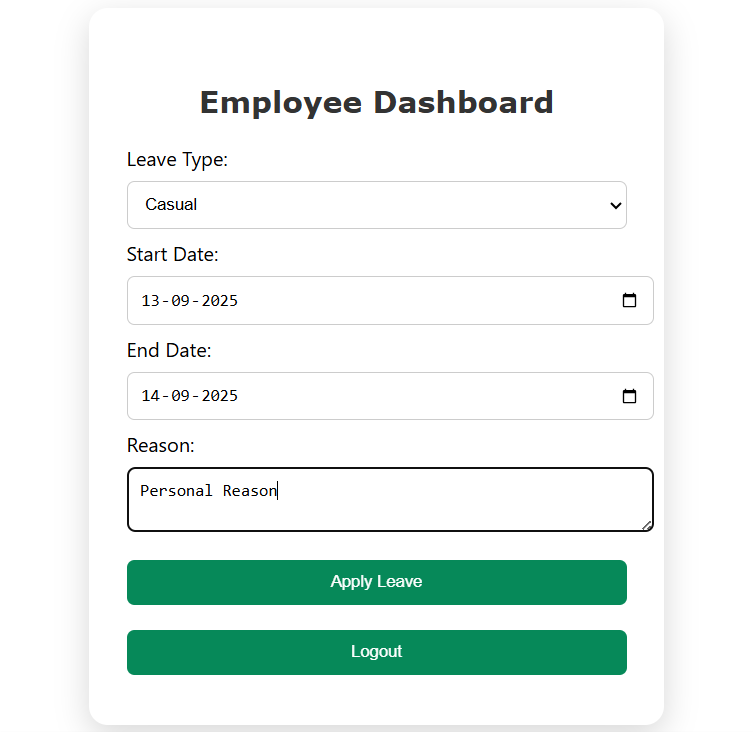 Employee Dashboard
Leave Type:
Casual
Start Date:
13-09-2025
End Date:
14-09-2025
Reason:
Personal Reason
Apply Leave
Logout